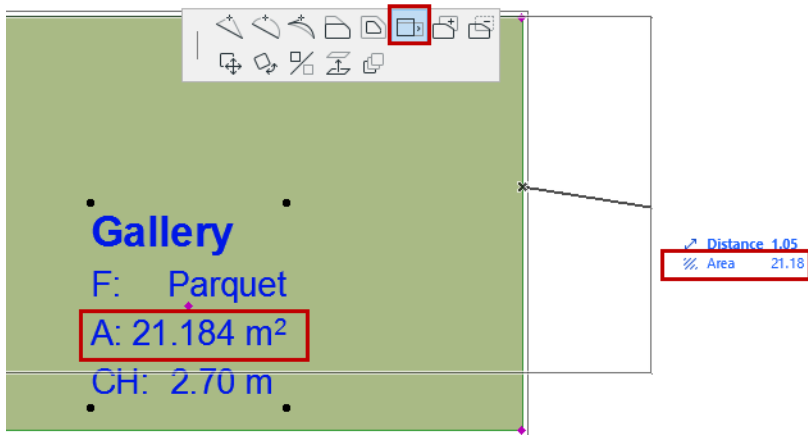 Gallery
F: Parquet
A: 21.184 m²
CH: 2.70 m
Distance 1.05
Area 21.18